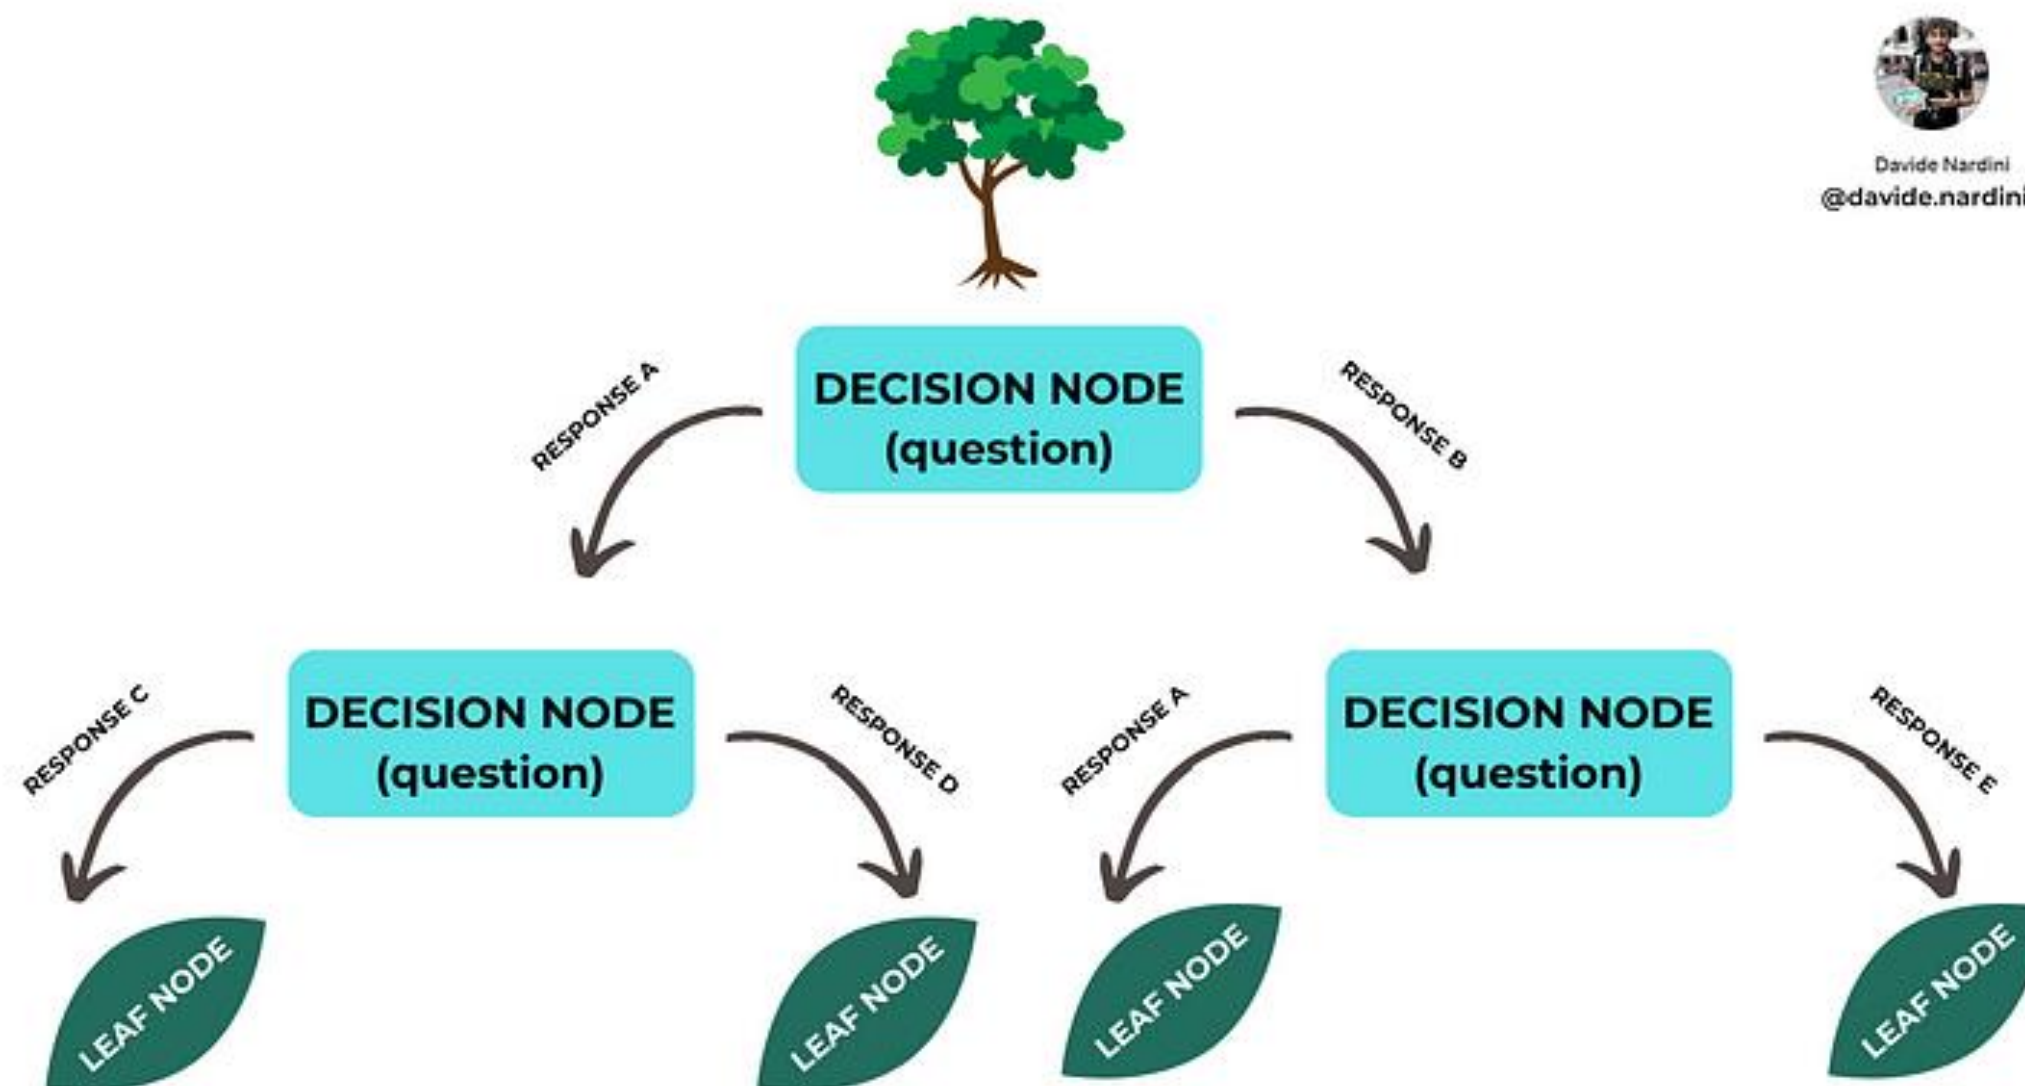 Davide Nardini
@davide.nardini
DECISION NODE
(question)
RESPONSE A
RESPONSE B
DECISION NODE
(question)
RESPONSE C
RESPONSE D
DECISION NODE
(question)
RESPONSE A
RESPONSE E
LEAF NODE
LEAF NODE
LEAF NODE
LEAF NODE